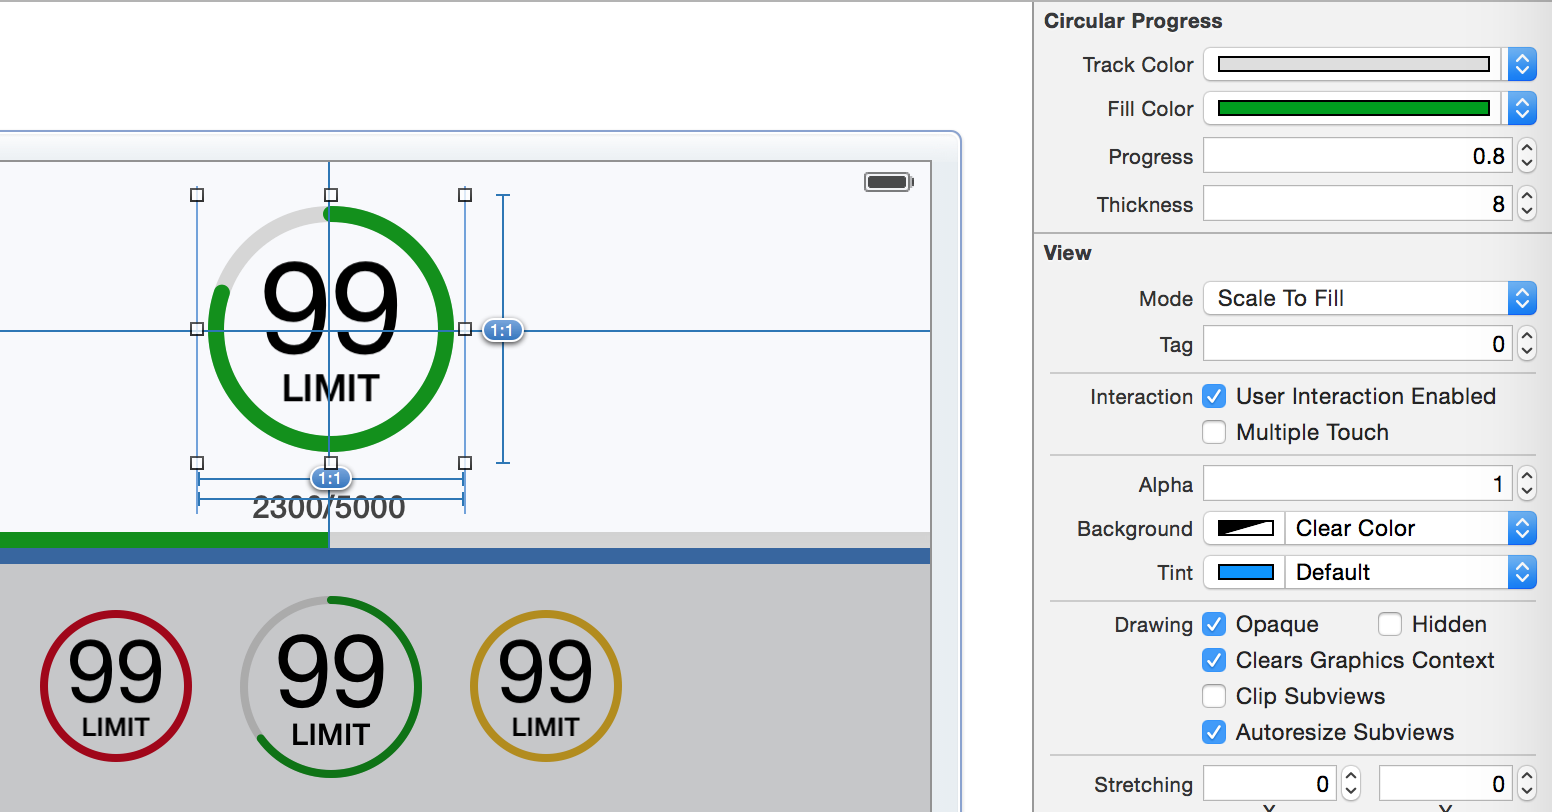 Circular Progress
Track Color
Fill Color
Progress 0.8
Thickness 8
View
Mode Scale To Fill
Tag 0
Interaction User Interaction Enabled
Multiple Touch
Alpha 1
Background Clear Color
Tint Default
Drawing Opaque Hidden
Clears Graphics Context
Clip Subviews
Autoresize Subviews
Stretching 0 0
X Y
99
LIMIT
1:1
1:1
2300/5000
99
LIMIT
99
LIMIT
99
LIMIT